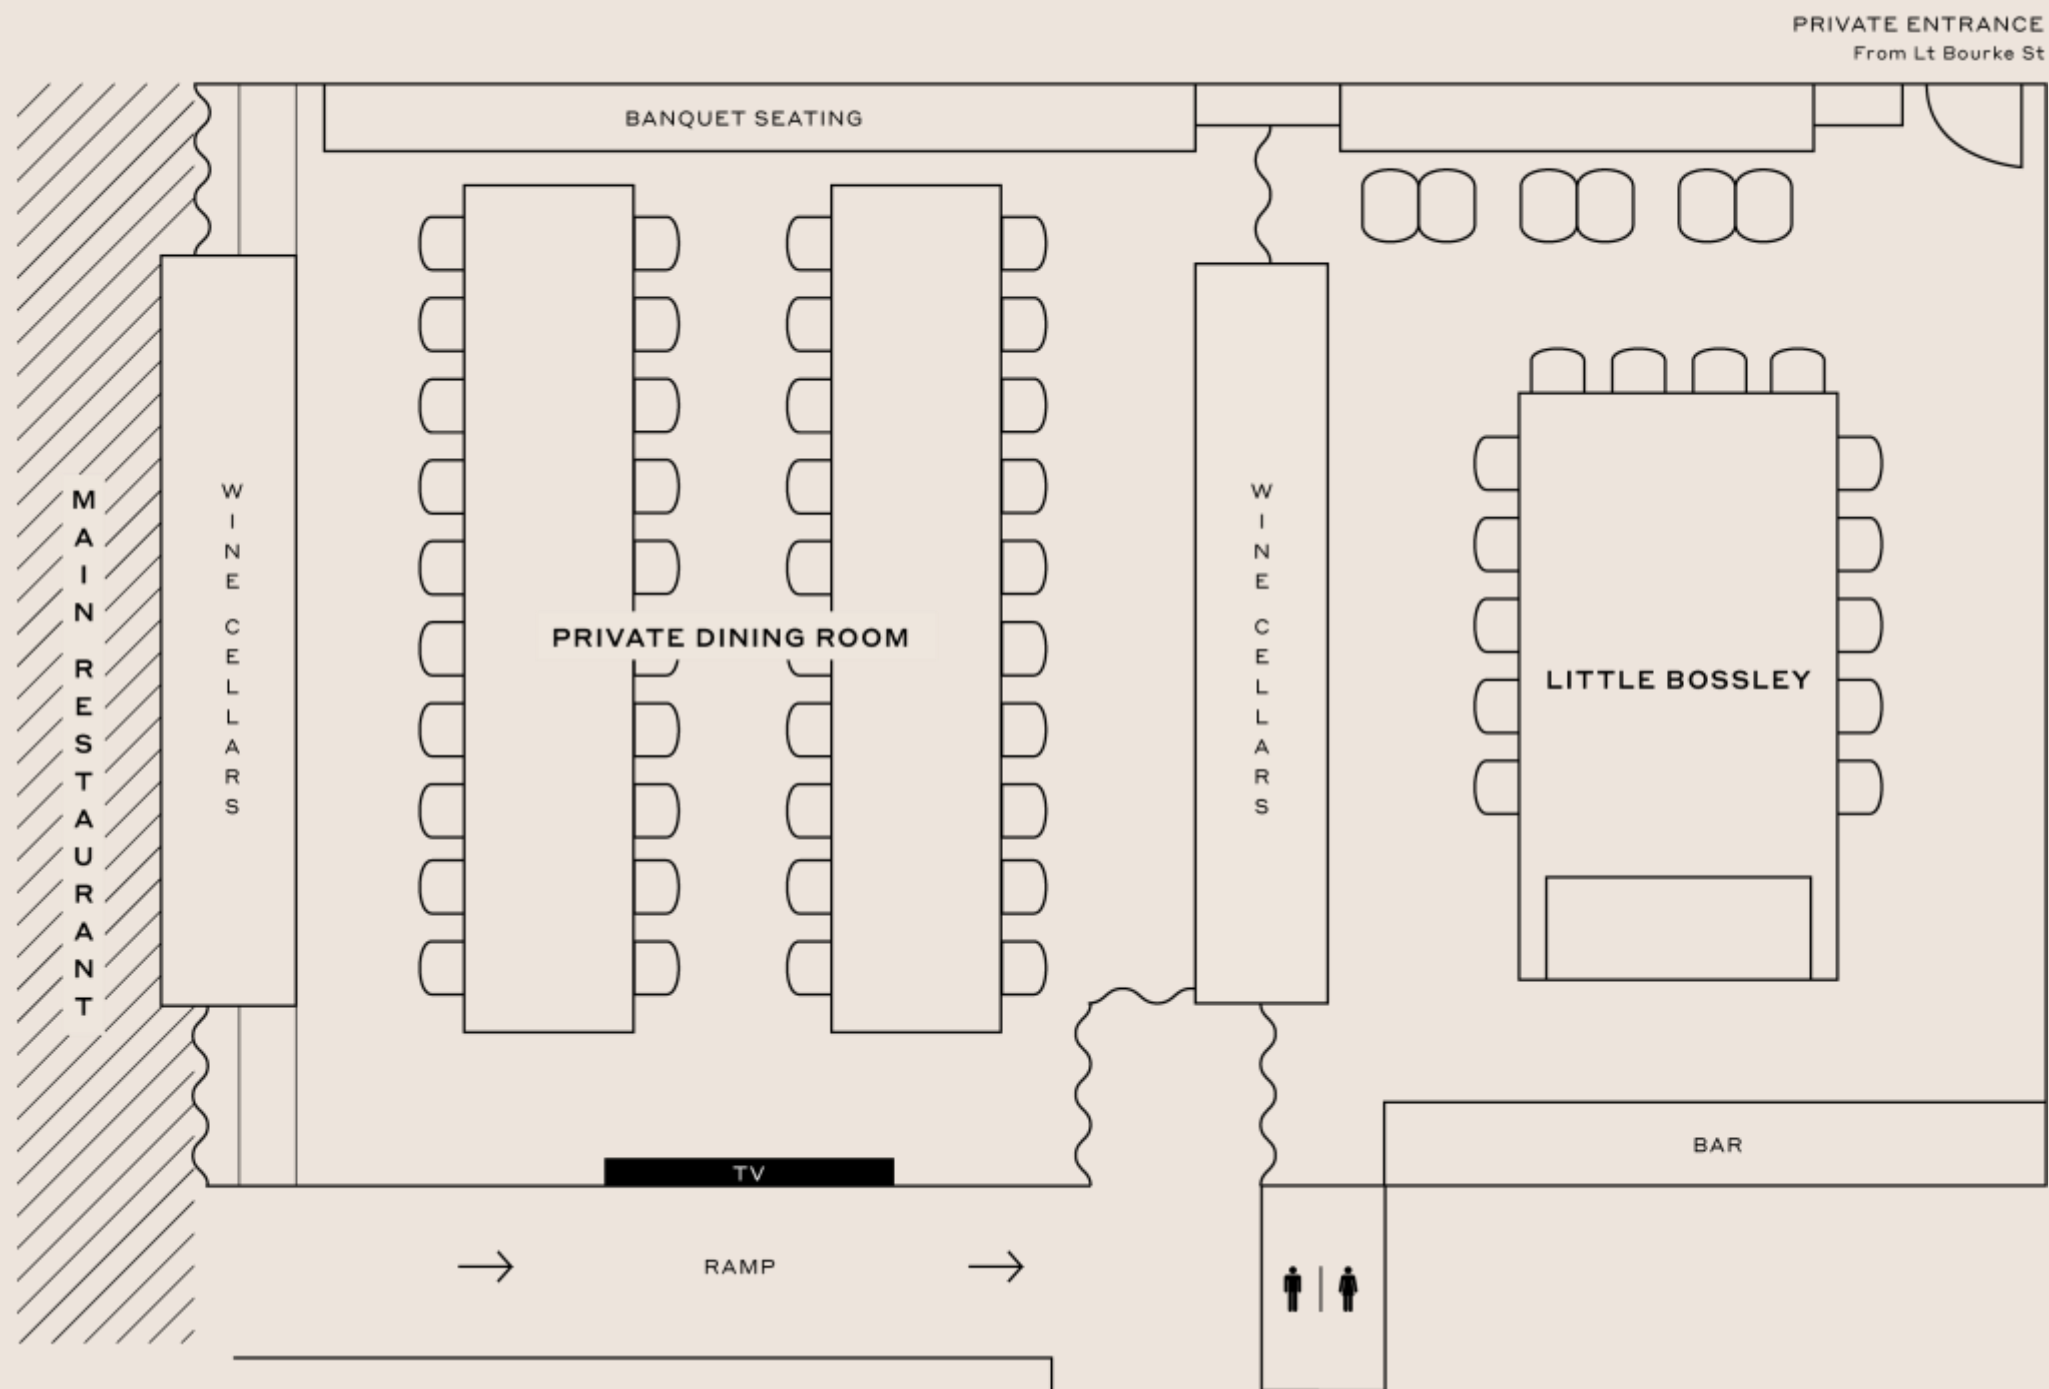 PRIVATE ENTRANCE
From Lt Bourke St
BANQUET SEATING
MAIN RESTAURANT
WINE CELLARS
PRIVATE DINING ROOM
WINE CELLARS
LITTLE BOSSLEY
BAR
TV
RAMP